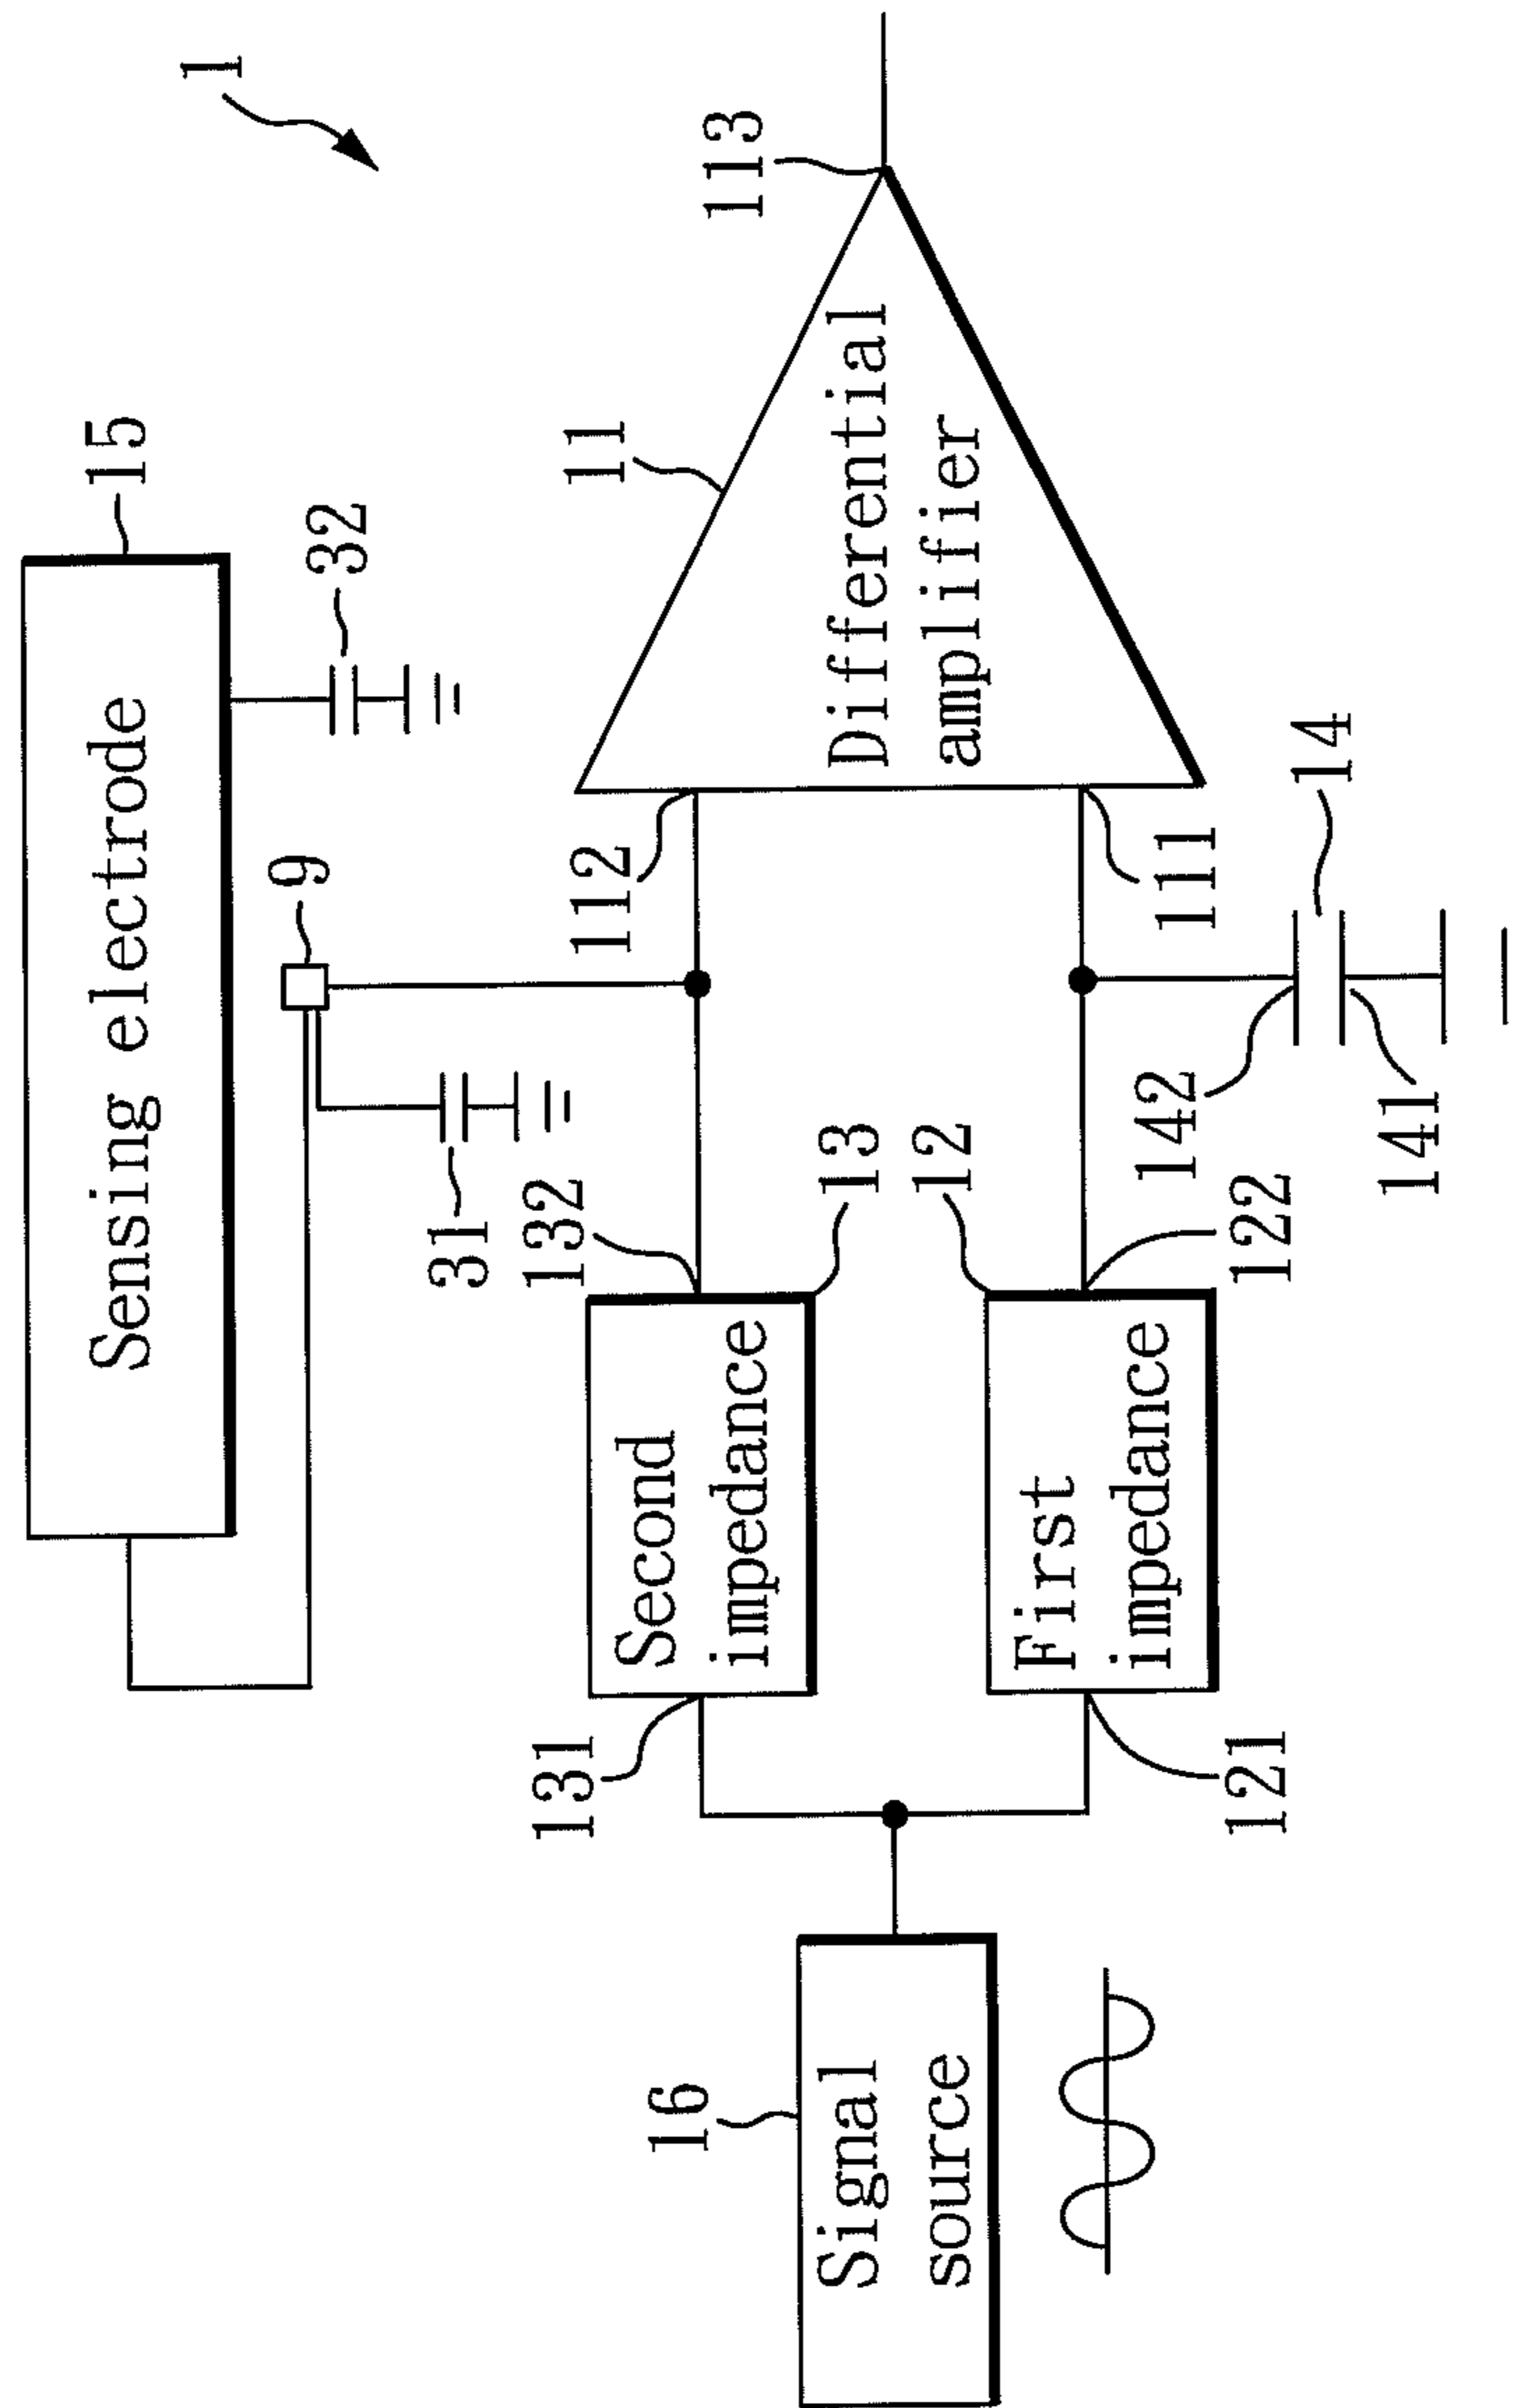 1
Sensing electrode
15
32
9
31
11
113
Differential
amplifier
112
111
132
13
12
122
142
141
14
Second
impedance
First
impedance
131
121
16
Signal
source